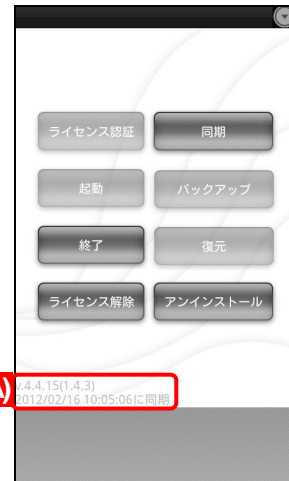 ライセンス認証 同期
起動 バックアップ
終了 復元
ライセンス解除 アンインストール
v.4.4.15(1.4.3)
2012/02/16 10:05:06に同期